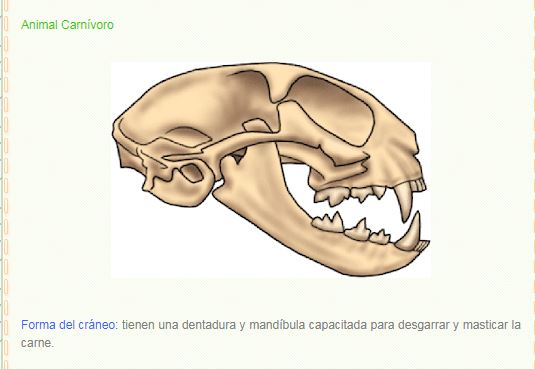 Animal Carnívoro
Forma del cráneo: tienen una dentadura y mandíbula capacitada para desgarrar y masticar la
carne.